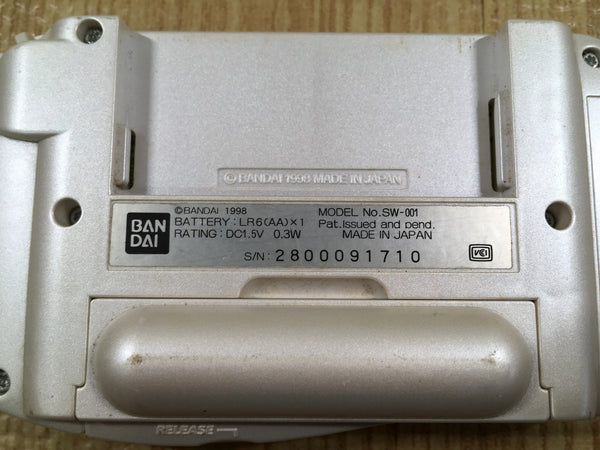 ©BANDAI 1998 MADE IN JAPAN
BAN
DAI
©BANDAI 1998
BATTERY: LR6(AA)×1
RATING: DC1.5V 0.3W
MODEL No.SW-001
Pat.Issued and pend.
MADE IN JAPAN
S/N: 2800091710
VCI
RELEASE